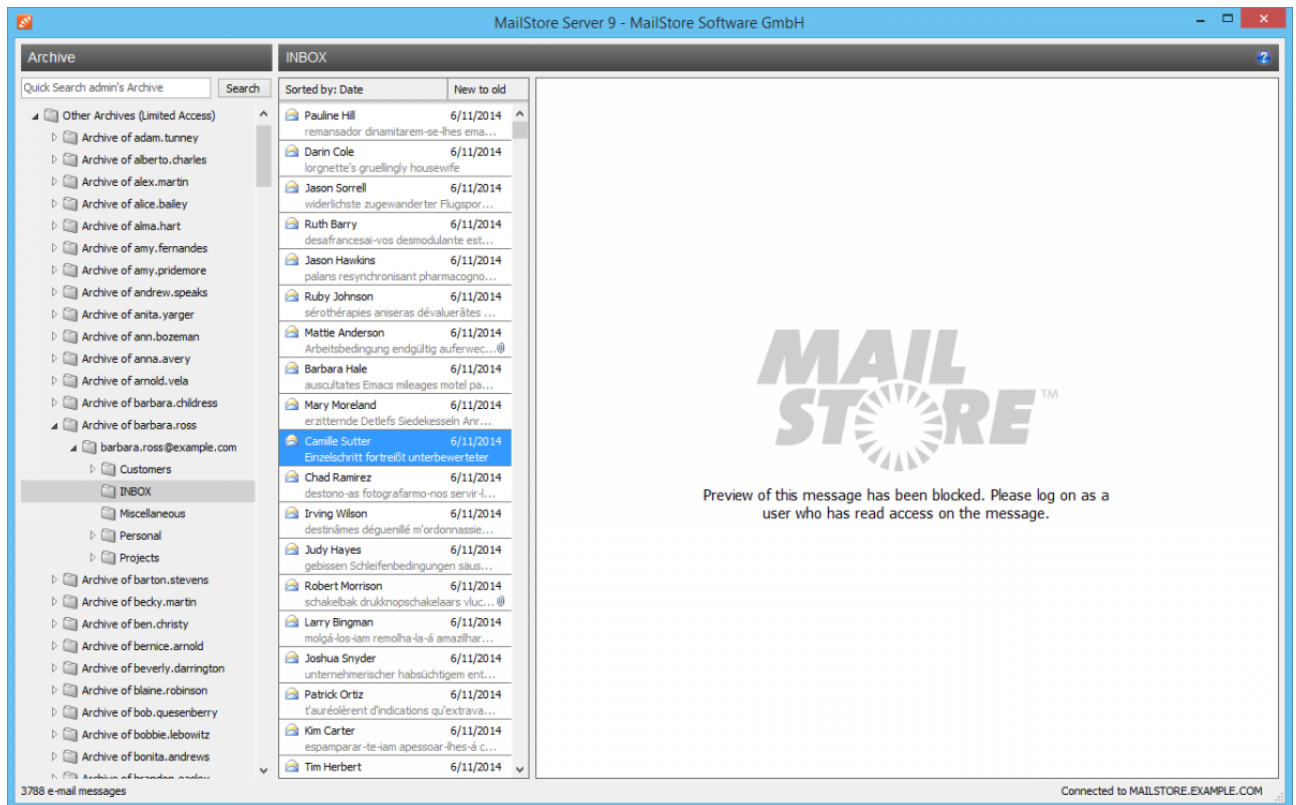 MailStore Server 9 - MailStore Software GmbH
Archive
Quick Search admin's Archive
Search
Other Archives (Limited Access)
Archive of adam.tunney
Archive of alberto.charles
Archive of alex.martin
Archive of alice.bailey
Archive of alma.hart
Archive of amy.fernandes
Archive of amy.pridemore
Archive of andrew.speaks
Archive of anita.yarger
Archive of ann.bozeman
Archive of anna.avery
Archive of arnold.vela
Archive of barbara.childress
Archive of barbara.ross
barbara.ross@example.com
Customers
INBOX
Miscellaneous
Personal
Projects
Archive of barton.stevens
Archive of becky.martin
Archive of ben.christy
Archive of bernice.arnold
Archive of beverly.darrington
Archive of blaine.robinson
Archive of bob.quesenberry
Archive of bobbie.lebowitz
Archive of bonita.andrews
INBOX
Sorted by: Date New to old
Pauline Hill 6/11/2014
remansador dinamitarem-se-lhes ema...
Darin Cole 6/11/2014
lorgnette's gruellingly housewife
Jason Sorrell 6/11/2014
widerlichste zugewanderter Flugspor...
Ruth Barry 6/11/2014
desafrancesai-vos desmodulante est...
Jason Hawkins 6/11/2014
palans resynchronisant pharmacogno...
Ruby Johnson 6/11/2014
sérothérapies aniseras dévaluerâtes ...
Mattie Anderson 6/11/2014
Arbeitsbedingung endgültig auferwec...
Barbara Hale 6/11/2014
auscultates Emacs mileages motel pa...
Mary Moreland 6/11/2014
erzitternde Detlefs Siedekesseln Anr...
Camille Sutter 6/11/2014
Einzelschritt fortreißt unterbewerteter
Chad Ramirez 6/11/2014
destono-as fotografarmo-nos servir-l...
Irving Wilson 6/11/2014
destinâmes déguenillé m'ordonnassie...
Judy Hayes 6/11/2014
gebissen Schleifenbedingungen säus...
Robert Morrison 6/11/2014
schakelbak drukknopschakelaars vluc...
Larry Bingman 6/11/2014
molgá-los-iam remolha-la-á amazilhar...
Joshua Snyder 6/11/2014
unternehmerischer habsüchtigem ent...
Patrick Ortiz 6/11/2014
t'auréolèrent d'indications qu'extrava...
Kim Carter 6/11/2014
espamparar-te-iam apessoar-lhes-á c...
Tim Herbert 6/11/2014
MAIL
STORE™
Preview of this message has been blocked. Please log on as a
user who has read access on the message.
3788 e-mail messages
Connected to MAILSTORE.EXAMPLE.COM